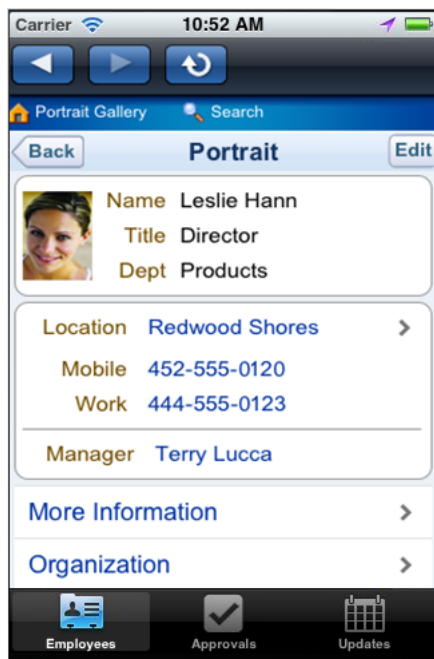 Carrier 10:52 AM
Portrait Gallery Search
Back Portrait Edit
Name Leslie Hann
Title Director
Dept Products
Location Redwood Shores
Mobile 452-555-0120
Work 444-555-0123
Manager Terry Lucca
More Information
Organization
Employees Approvals Updates